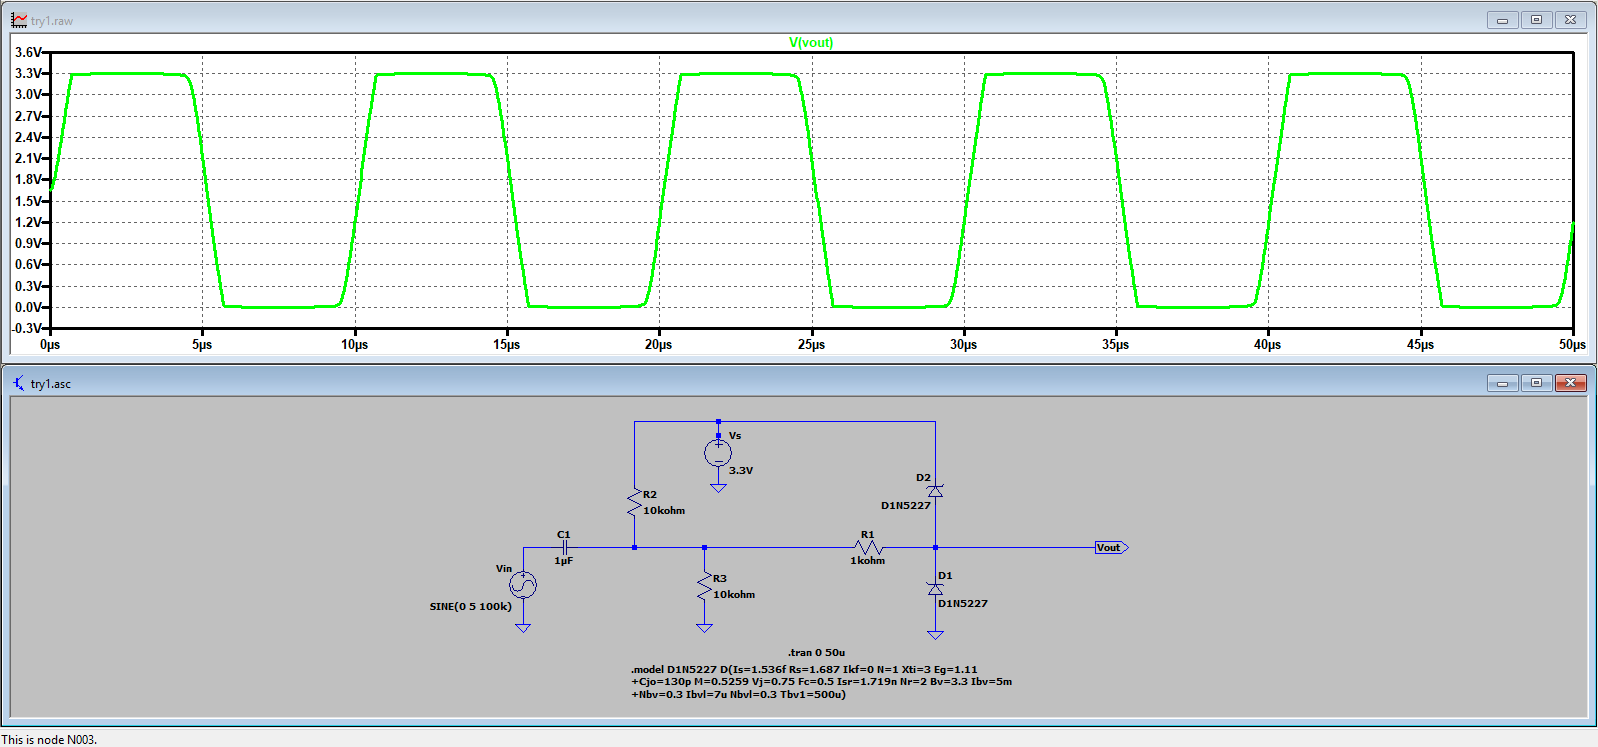 try1.raw
V(vout)
3.6V
3.3V
3.0V
2.7V
2.4V
2.1V
1.8V
1.5V
1.2V
0.9V
0.6V
0.3V
0.0V
-0.3V
0µs 5µs 10µs 15µs 20µs 25µs 30µs 35µs 40µs 45µs 50µs
try1.asc
Vs
3.3V
D2
D1N5227
R2
10kohm
C1
1µF
R1
1kohm
Vout
Vin
SINE(0 5 100k)
R3
10kohm
D1
D1N5227
.tran 0 50u
.model D1N5227 D(Is=1.536f Rs=1.687 Ikf=0 N=1 Xti=3 Eg=1.11
+Cjo=130p M=0.5259 Vj=0.75 Fc=0.5 Isr=1.719n Nr=2 Bv=3.3 Ibv=5m
+Nbv=0.3 Ibvl=7u Nbvl=0.3 Tbv1=500u)
This is node N003.